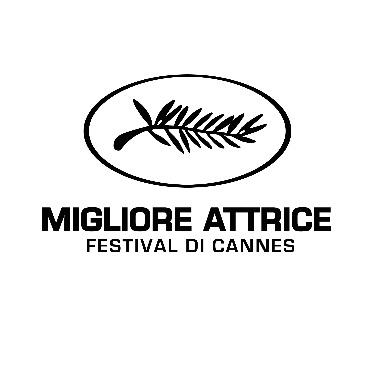 MIGLIORE ATTRICE
FESTIVAL DI CANNES